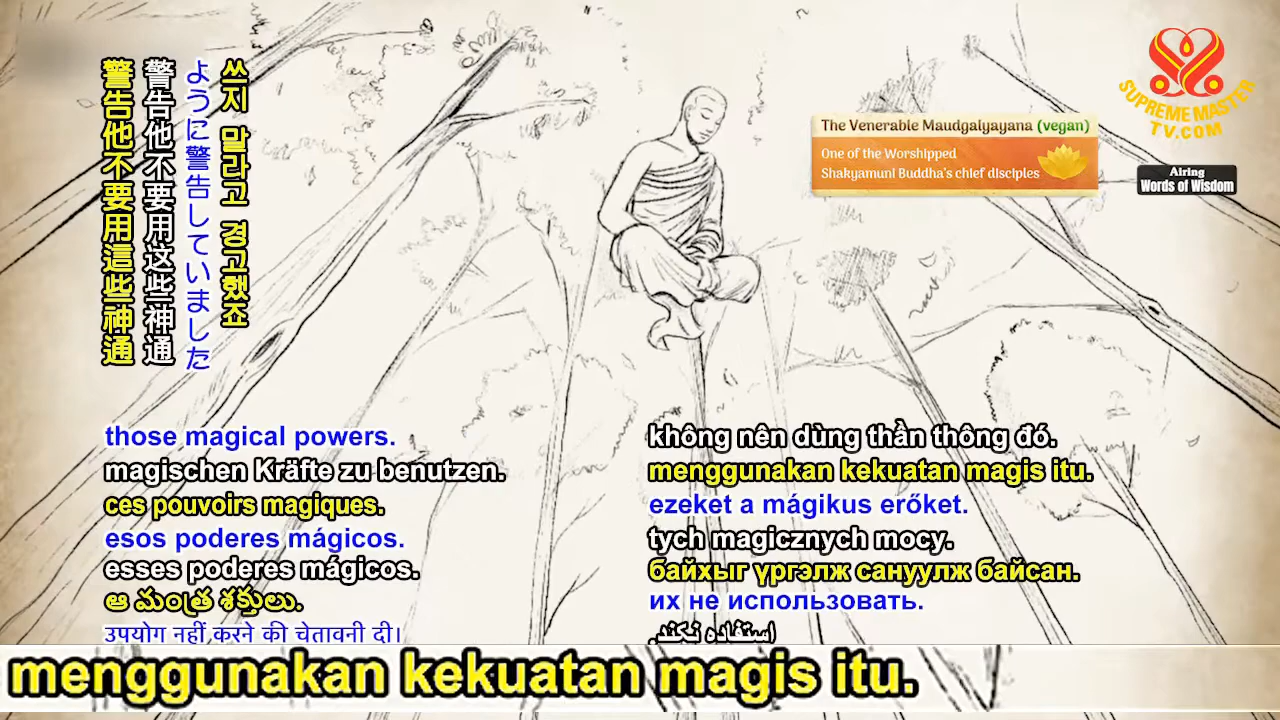 警告他不要用這些神通
警告他不要用这些神通
ように警告していました
쓰지 말라고 경고했죠
The Venerable Maudgalyayana (vegan)
One of the Worshipped
Shakyamuni Buddha's chief disciples
SUPREME MASTER
TV.COM
Airing
Words of Wisdom
those magical powers.
magischen Kräfte zu benutzen.
ces pouvoirs magiques.
esos poderes mágicos.
esses poderes mágicos.
ఆ మంత్ర శక్తులు.
उपयोग नहीं करने की चेतावनी दी।
không nên dùng thần thông đó.
menggunakan kekuatan magis itu.
ezeket a mágikus erőket.
tych magicznych mocy.
байхыг үргэлж сануулж байсан.
их не использовать.
استفاده نکند.
menggunakan kekuatan magis itu.